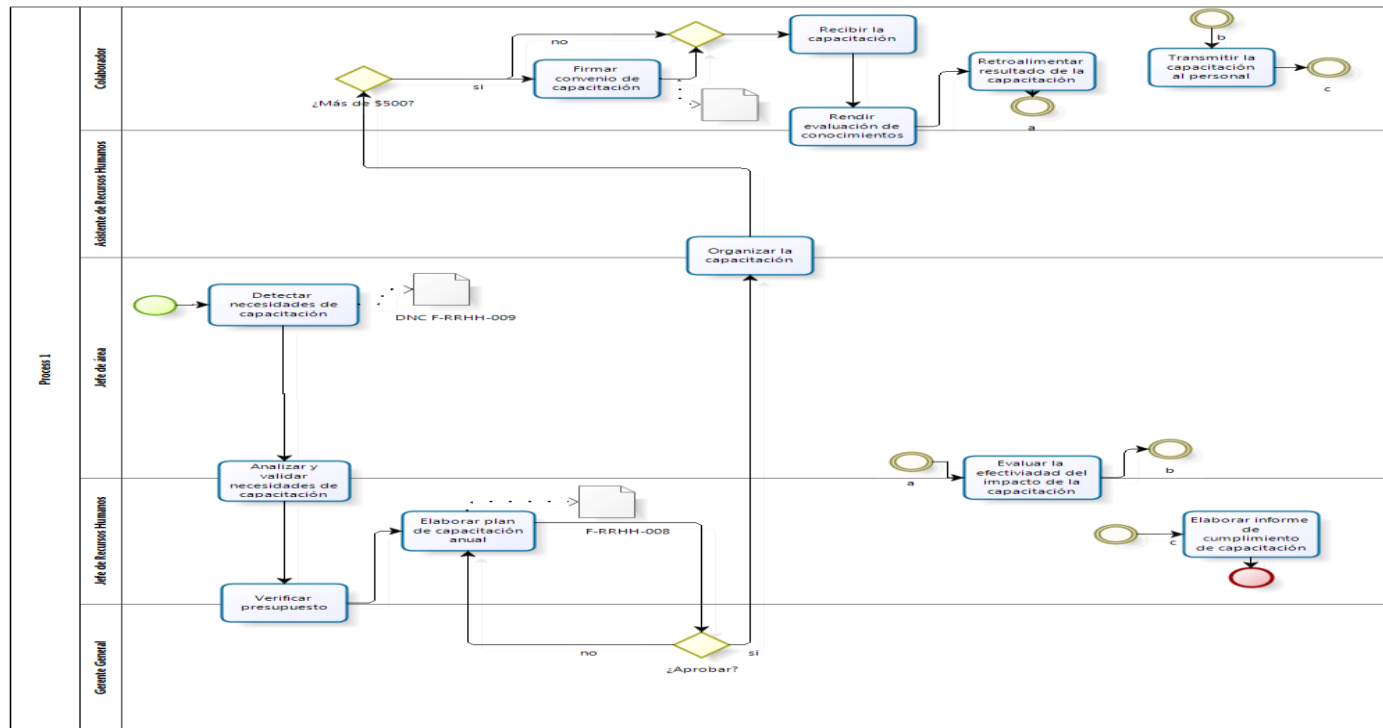 Process 1
Colaborador
¿Más de $500?
no
si
Firmar
convenio de
capacitación
Recibir la
capacitación
Rendir
evaluación de
conocimientos
Retroalimentar
resultado de la
capacitación
a
b
Transmitir la
capacitación
al personal
c
Asistente de Recursos Humanos
Organizar la
capacitación
Jefe de área
Detectar
necesidades de
capacitación
DNC F-RRHH-009
Analizar y
validar
necesidades de
capacitación
a
Evaluar la
efectiviadad del
impacto de la
capacitación
b
Jefe de Recursos Humanos
Elaborar plan
de capacitación
anual
F-RRHH-008
c
Elaborar informe
de
cumplimiento
de capacitación
Verificar
presupuesto
Gerente General
no
¿Aprobar?
si